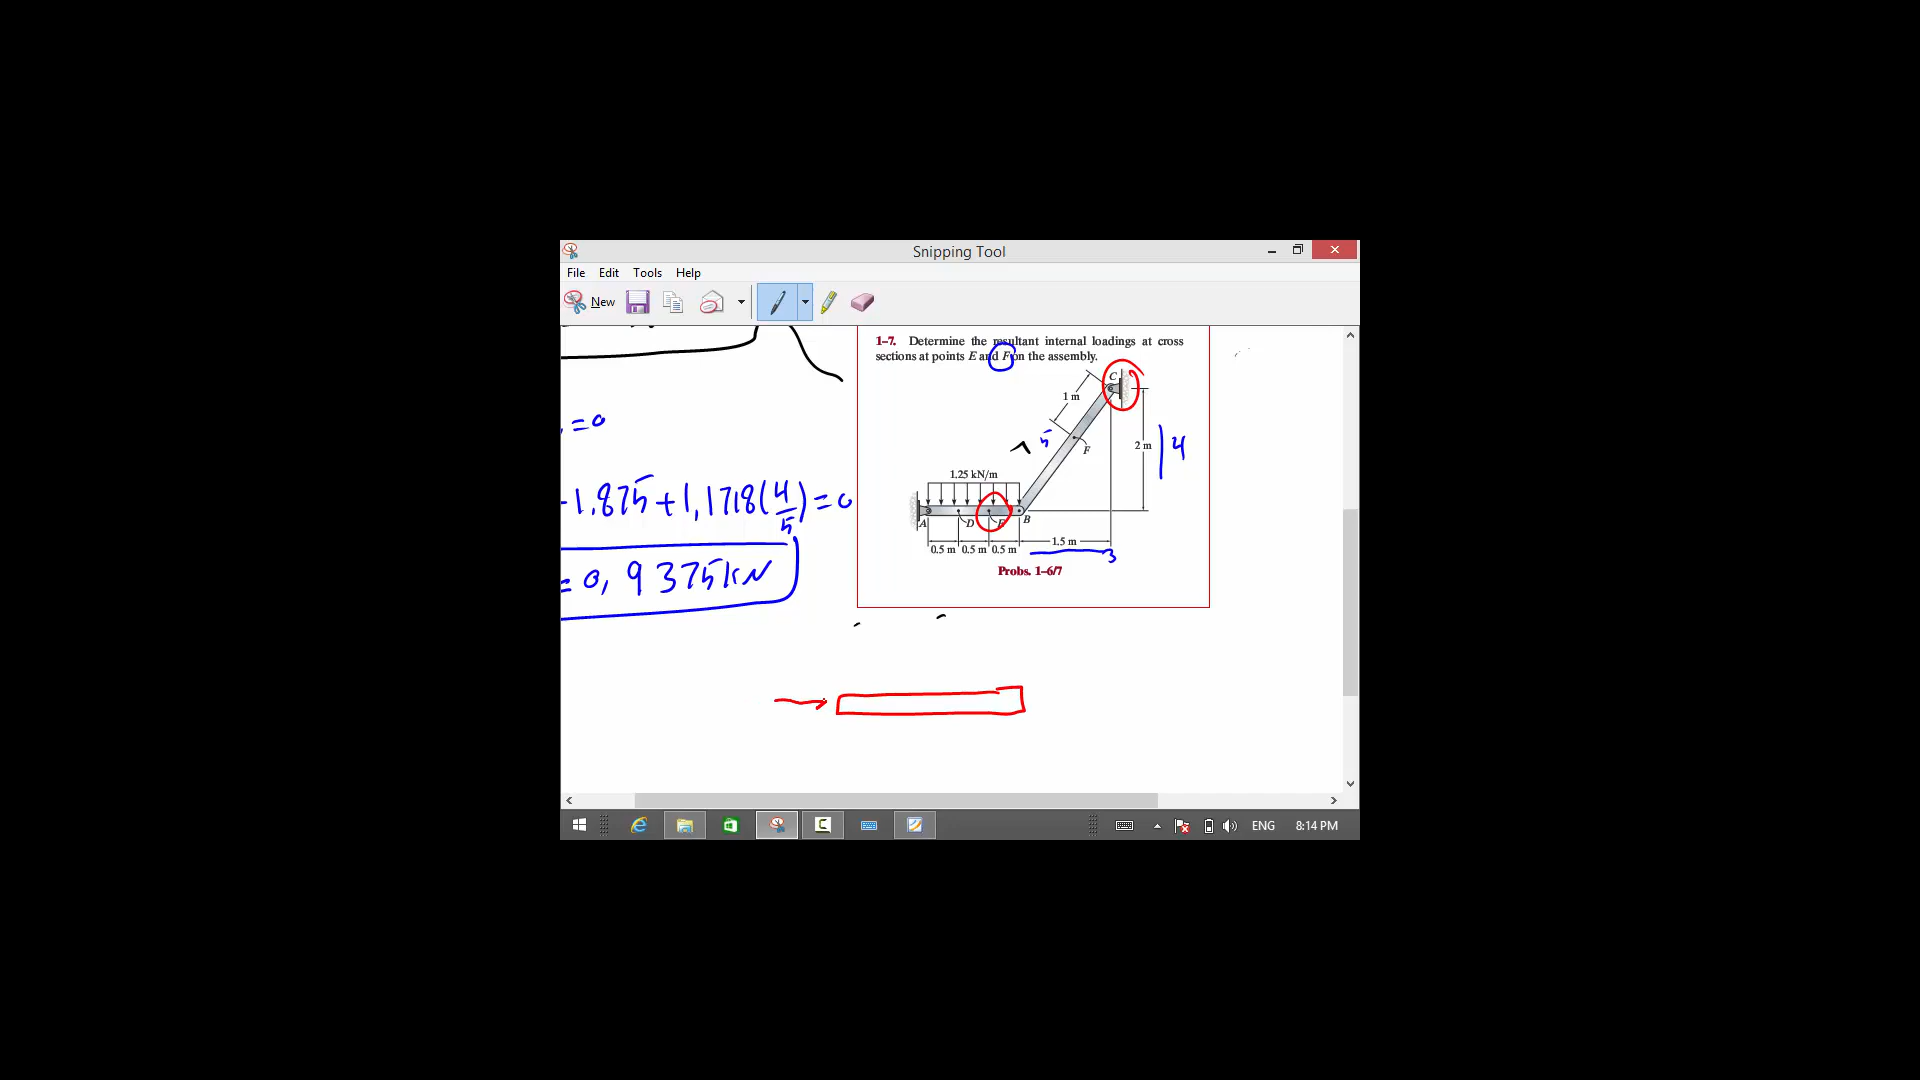 Snipping Tool
File Edit Tools Help
New
1–7. Determine the resultant internal loadings at cross
sections at points E and F on the assembly.
C
1 m
5
F
2 m
4
=0
1.25 kN/m
-1.875+1,1718(4/5)=0
A
D
E
B
0.5 m 0.5 m 0.5 m
1.5 m
3
Probs. 1–6/7
=0,9375kN
ENG 8:14 PM